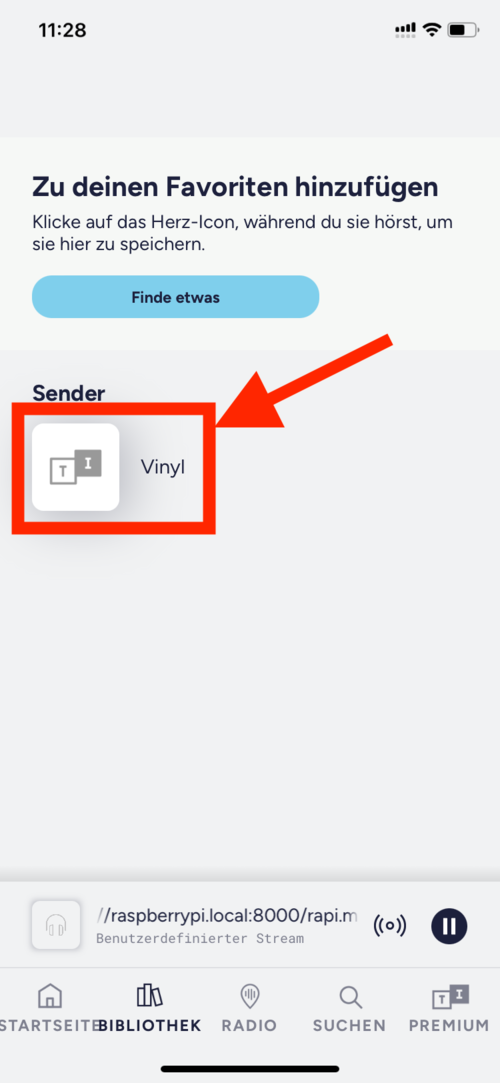 11:28
Zu deinen Favoriten hinzufügen
Klicke auf das Herz-Icon, während du sie hörst, um
sie hier zu speichern.
Finde etwas
Sender
T I
Vinyl
//raspberrypi.local:8000/rapi.m
Benutzerdefinierter Stream
STARTSEITE BIBLIOTHEK RADIO SUCHEN T I PREMIUM